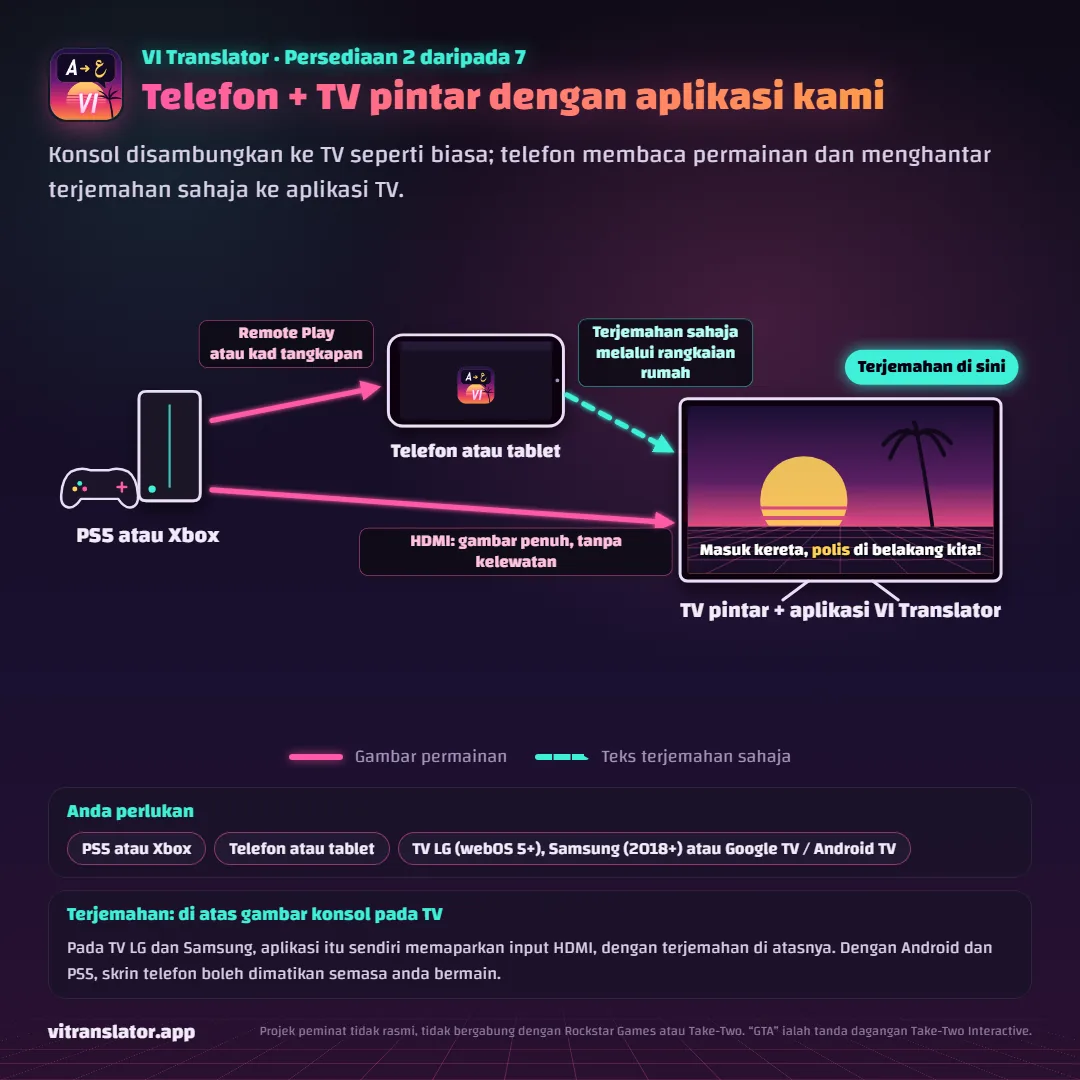 A→ع
VI
VI Translator · Persediaan 2 daripada 7
Telefon + TV pintar dengan aplikasi kami
Konsol disambungkan ke TV seperti biasa; telefon membaca permainan dan menghantar
terjemahan sahaja ke aplikasi TV.
Remote Play
atau kad tangkapan
Terjemahan sahaja
melalui rangkaian
rumah
Terjemahan di sini
A→ع
VI
Telefon atau tablet
PS5 atau Xbox
HDMI: gambar penuh, tanpa
kelewatan
Masuk kereta, polis di belakang kita!
TV pintar + aplikasi VI Translator
Gambar permainan
Teks terjemahan sahaja
Anda perlukan
PS5 atau Xbox
Telefon atau tablet
TV LG (webOS 5+), Samsung (2018+) atau Google TV / Android TV
Terjemahan: di atas gambar konsol pada TV
Pada TV LG dan Samsung, aplikasi itu sendiri memaparkan input HDMI, dengan terjemahan di atasnya. Dengan Android dan
PS5, skrin telefon boleh dimatikan semasa anda bermain.
vitranslator.app
Projek peminat tidak rasmi, tidak bergabung dengan Rockstar Games atau Take-Two. “GTA” ialah tanda dagangan Take-Two Interactive.